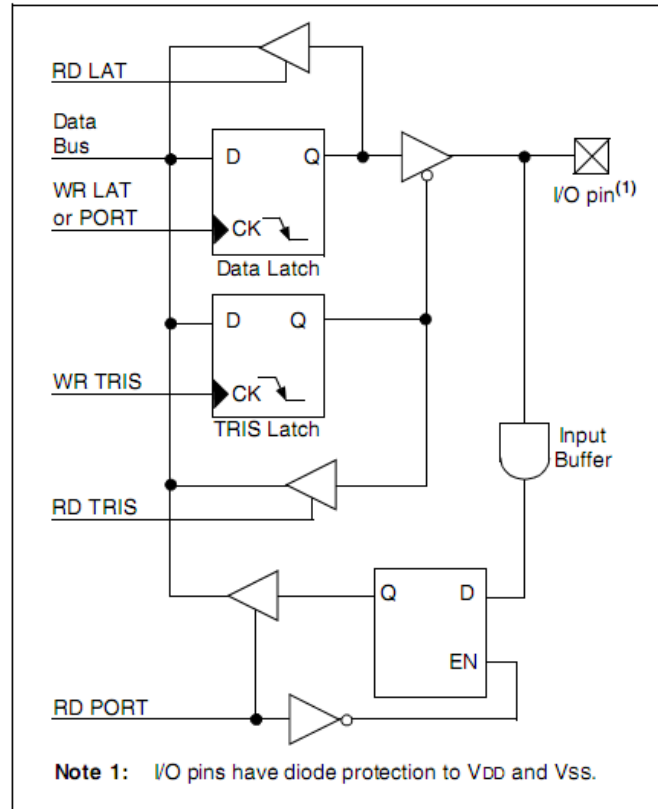 RD LAT
Data
Bus
D Q
WR LAT
or PORT
CK
Data Latch
I/O pin(1)
D Q
WR TRIS
CK
TRIS Latch
Input
Buffer
RD TRIS
Q D
EN
RD PORT
Note 1: I/O pins have diode protection to VDD and VSS.